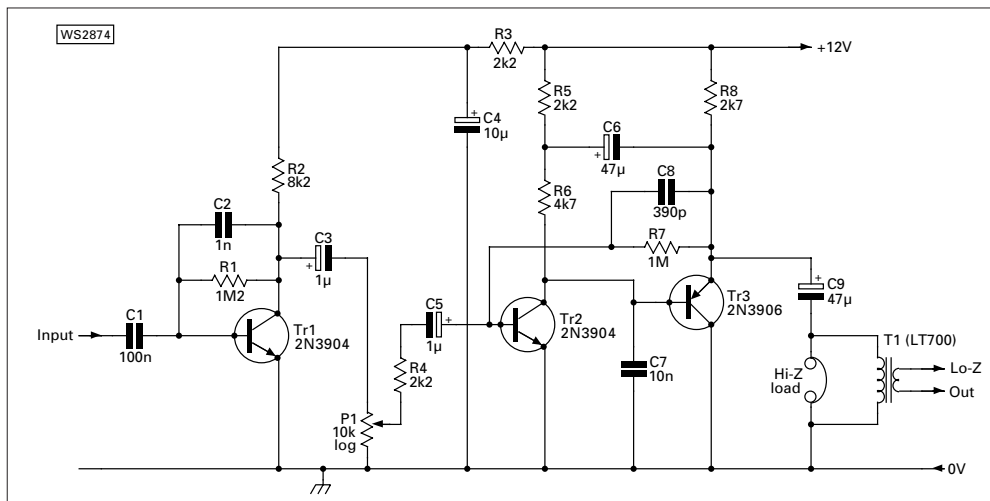 WS2874
R3
2k2
+12V
R5
2k2
R8
2k7
C4
10µ
+
C6
47µ
+
R2
8k2
R6
4k7
C8
390p
C2
1n
C3
1µ
+
R7
1M
R1
1M2
C9
47µ
+
Input
C1
100n
Tr1
2N3904
C5
1µ
+
Tr2
2N3904
Tr3
2N3906
T1 (LT700)
R4
2k2
C7
10n
Hi-Z
load
Lo-Z
Out
P1
10k
log
0V